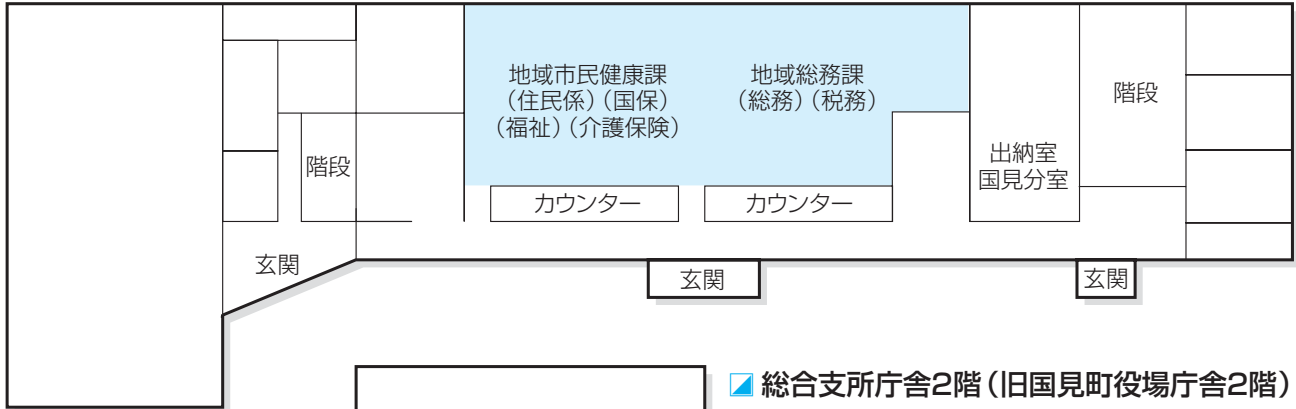 地域市民健康課
（住民係）（国保）
（福祉）（介護保険）
地域総務課
（総務）（税務）
階段
階段
出納室
国見分室
カウンター
カウンター
玄関
玄関
玄関
総合支所庁舎2階（旧国見町役場庁舎2階）